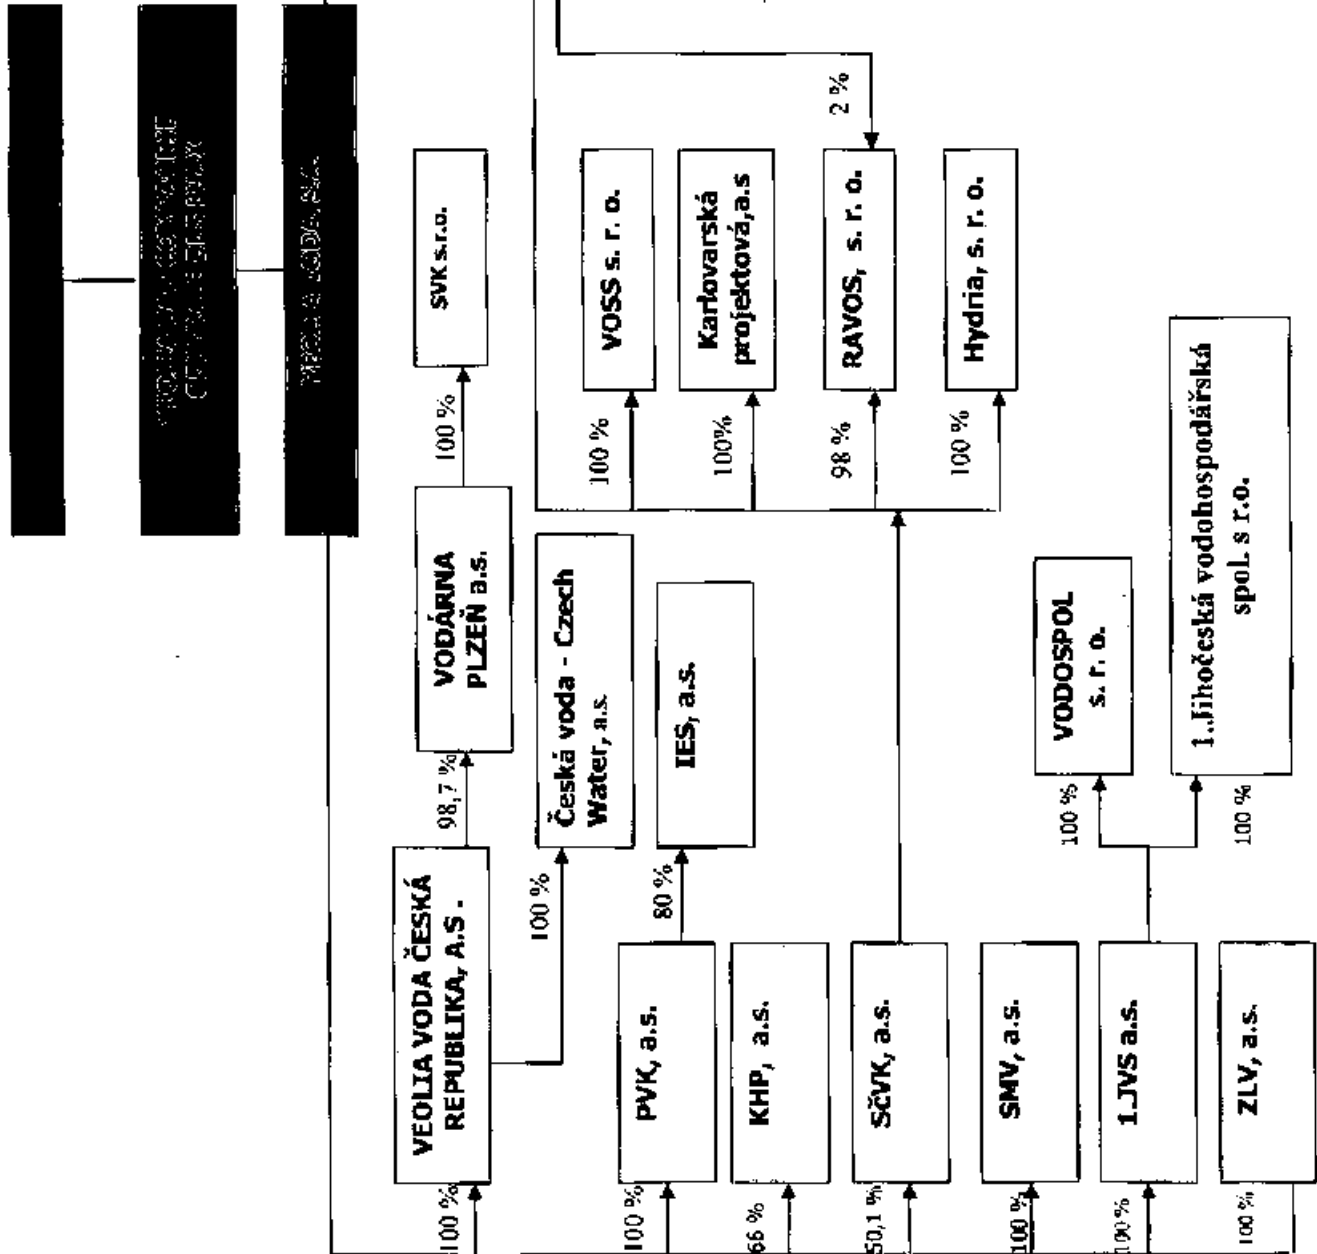 SVK s.r.o.
100 %
VODÁRNA
PLZEŇ a.s.
98,7 %
VEOLIA VODA ČESKÁ
REPUBLIKA, A.S .
100 %
100 %
Česká voda - Czech
Water, a.s.
VOSS s. r. o.
100 %
Karlovarská
projektová,a.s
100%
2 %
RAVOS, s. r. o.
98 %
Hydria, s. r. o.
100 %
IES, a.s.
80 %
PVK, a.s.
100 %
KHP, a.s.
66 %
SČVK, a.s.
50,1 %
SMV, a.s.
100 %
VODOSPOL
s. r. o.
100 %
1.JVS a.s.
100 %
1.Jihočeská vodohospodářská
spol. s r.o.
100 %
ZLV, a.s.
100 %